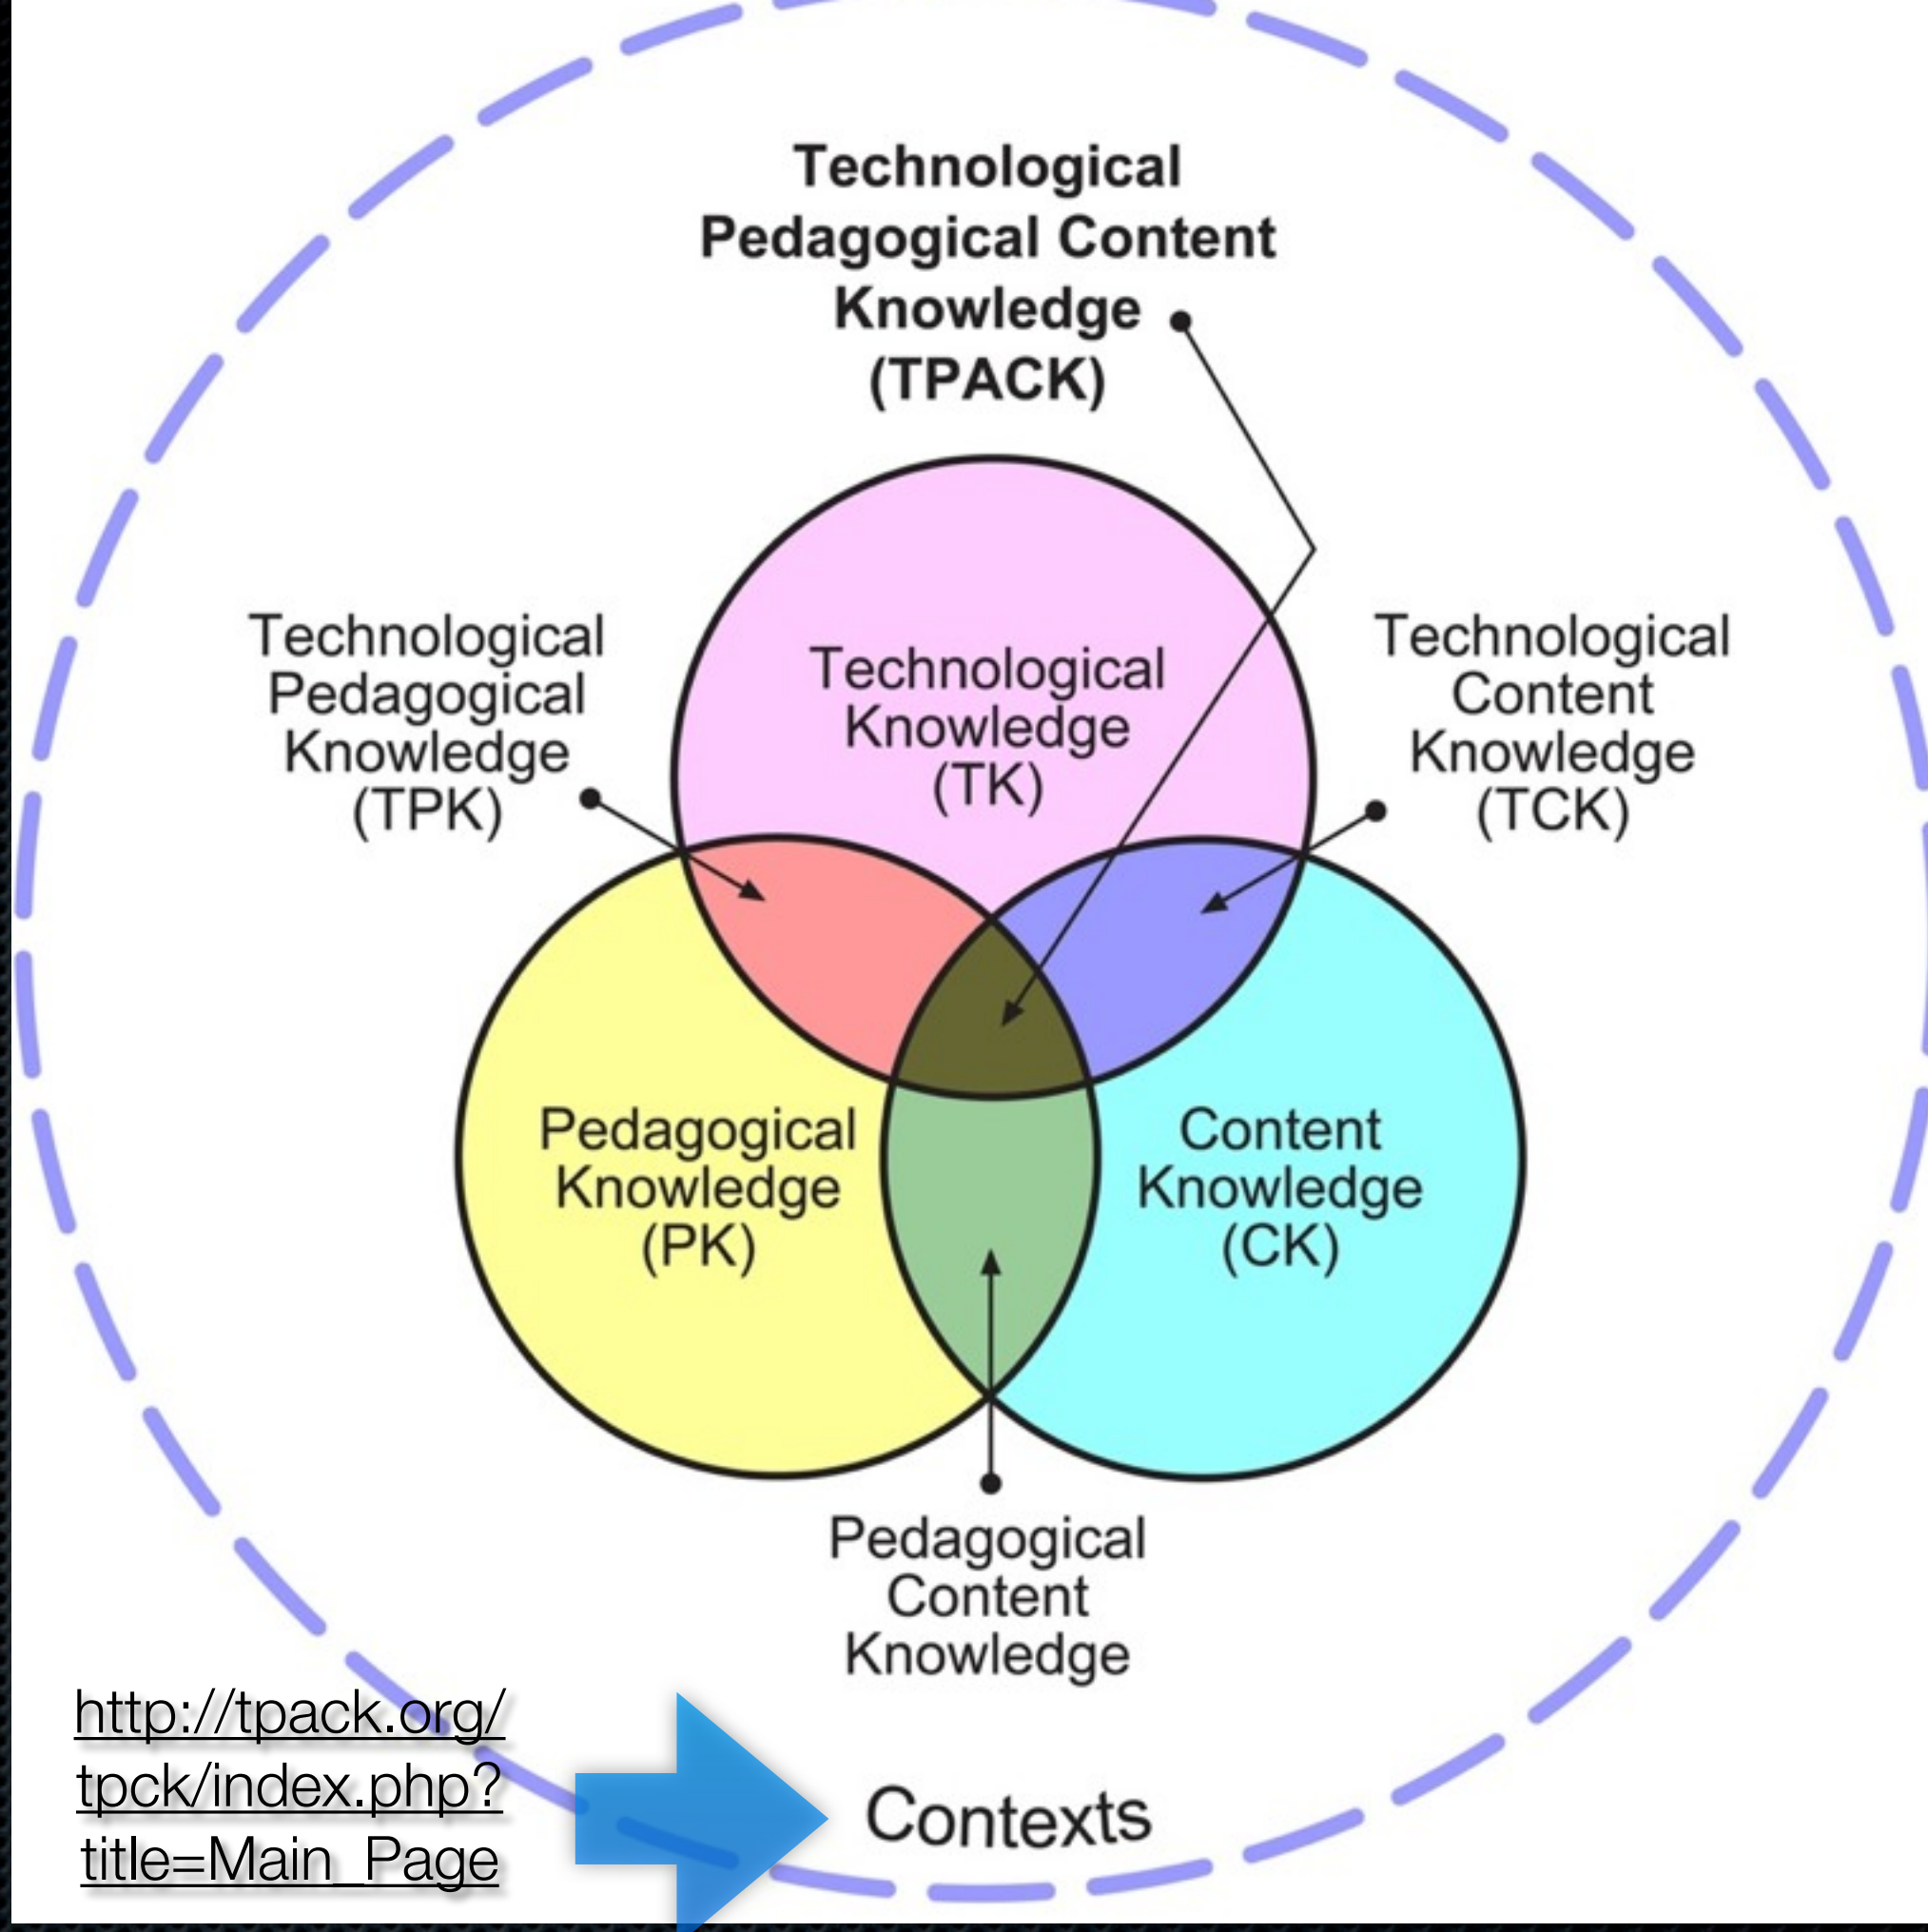 Technological
Pedagogical Content
Knowledge
(TPACK)
Technological
Pedagogical
Knowledge
(TPK)
Technological
Knowledge
(TK)
Technological
Content
Knowledge
(TCK)
Pedagogical
Knowledge
(PK)
Content
Knowledge
(CK)
Pedagogical
Content
Knowledge
http://tpack.org/
tpck/index.php?
title=Main_Page
Contexts